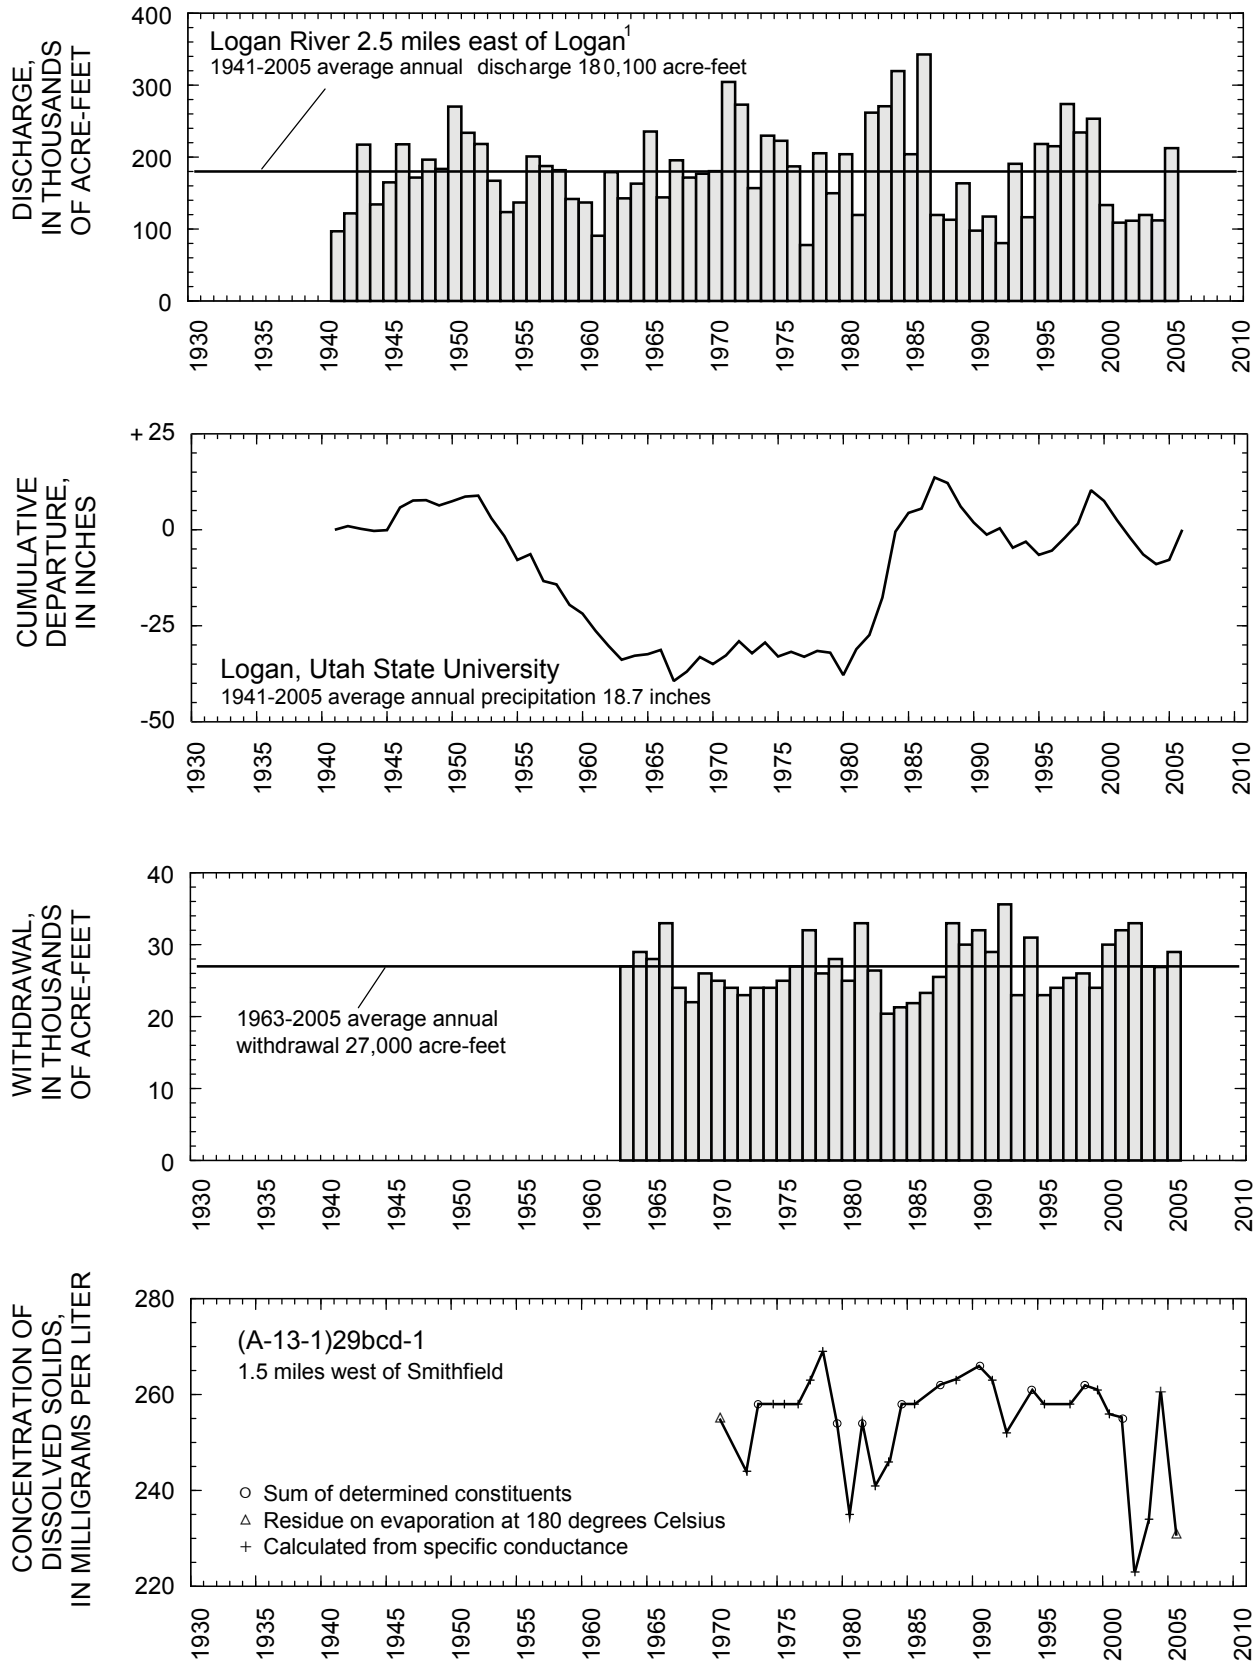 DISCHARGE,
IN THOUSANDS
OF ACRE-FEET
400
300
200
100
0
Logan River 2.5 miles east of Logan1
1941-2005 average annual discharge 180,100 acre-feet
1930 1935 1940 1945 1950 1955 1960 1965 1970 1975 1980 1985 1990 1995 2000 2005 2010
CUMULATIVE
DEPARTURE,
IN INCHES
+25
0
-25
-50
Logan, Utah State University
1941-2005 average annual precipitation 18.7 inches
1930 1935 1940 1945 1950 1955 1960 1965 1970 1975 1980 1985 1990 1995 2000 2005 2010
WITHDRAWAL,
IN THOUSANDS
OF ACRE-FEET
40
30
20
10
0
1963-2005 average annual
withdrawal 27,000 acre-feet
1930 1935 1940 1945 1950 1955 1960 1965 1970 1975 1980 1985 1990 1995 2000 2005 2010
CONCENTRATION OF
DISSOLVED SOLIDS,
IN MILLIGRAMS PER LITER
280
260
240
220
(A-13-1)29bcd-1
1.5 miles west of Smithfield
Sum of determined constituents
Residue on evaporation at 180 degrees Celsius
Calculated from specific conductance
1930 1935 1940 1945 1950 1955 1960 1965 1970 1975 1980 1985 1990 1995 2000 2005 2010